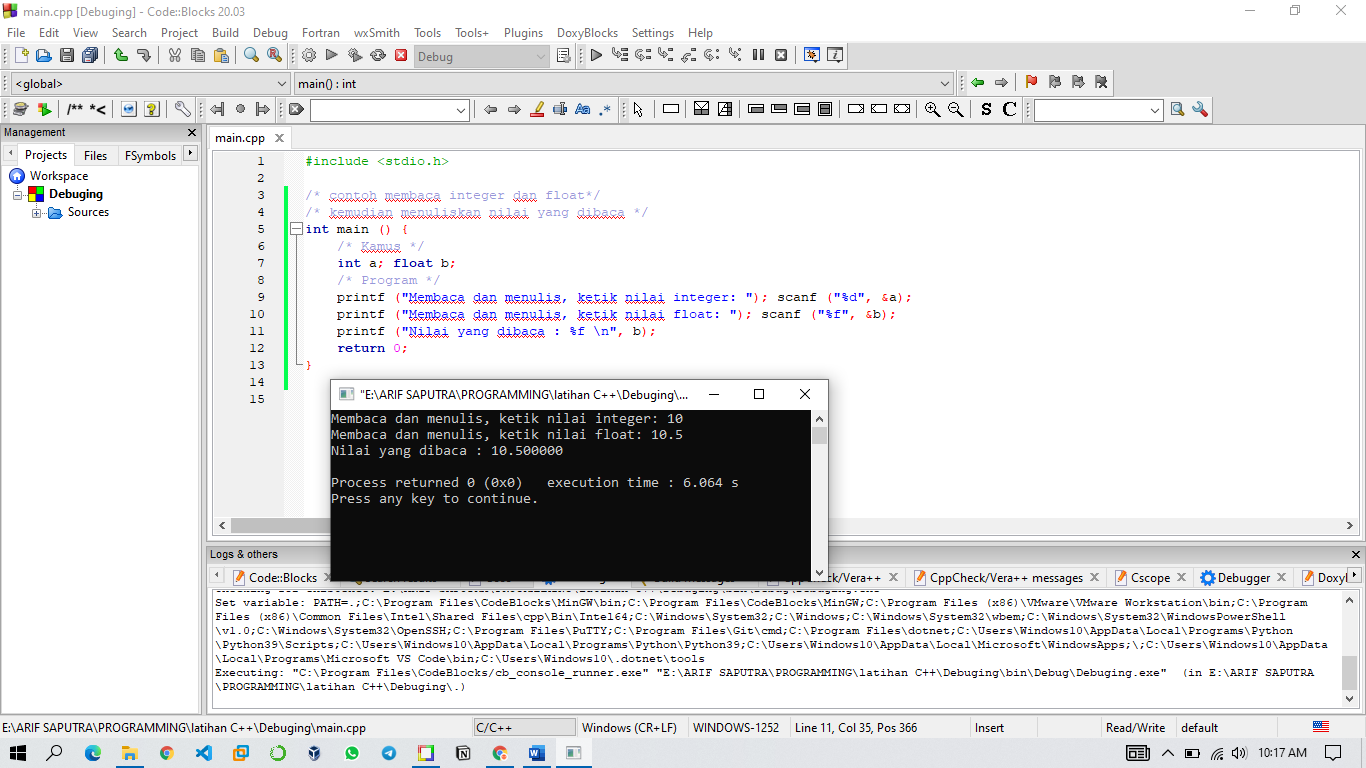 main.cpp [Debuging] - Code::Blocks 20.03
File Edit View Search Project Build Debug Fortran wxSmith Tools Tools+ Plugins DoxyBlocks Settings Help
Debug
<global> main() : int
/** *< Aa .* S C
Management
main.cpp
Projects Files FSymbols
Workspace
Debuging
Sources
1 #include <stdio.h>
2
3 /* contoh membaca integer dan float*/
4 /* kemudian menuliskan nilai yang dibaca */
5 int main () {
6 /* Kamus */
7 int a; float b;
8 /* Program */
9 printf ("Membaca dan menulis, ketik nilai integer: "); scanf ("%d", &a);
10 printf ("Membaca dan menulis, ketik nilai float: "); scanf ("%f", &b);
11 printf ("Nilai yang dibaca : %f \n", b);
12 return 0;
13 }
14
15
"E:\ARIF SAPUTRA\PROGRAMMING\latihan C++\Debuging\...
Membaca dan menulis, ketik nilai integer: 10
Membaca dan menulis, ketik nilai float: 10.5
Nilai yang dibaca : 10.500000
Process returned 0 (0x0) execution time : 6.064 s
Press any key to continue.
Logs & others
Code::Blocks Check/Vera++ CppCheck/Vera++ messages Cscope Debugger Doxy
Set variable: PATH=.;C:\Program Files\CodeBlocks\MinGW\bin;C:\Program Files\CodeBlocks\MinGW;C:\Program Files (x86)\VMware\VMware Workstation\bin;C:\Program
Files (x86)\Common Files\Intel\Shared Files\cpp\Bin\Intel64;C:\Windows\System32;C:\Windows;C:\Windows\System32\wbem;C:\Windows\System32\WindowsPowerShell
\v1.0;C:\Windows\System32\OpenSSH;C:\Program Files\PuTTY;C:\Program Files\Git\cmd;C:\Program Files\dotnet;C:\Users\Windows10\AppData\Local\Programs\Python
\Python39\Scripts;C:\Users\Windows10\AppData\Local\Programs\Python\Python39;C:\Users\Windows10\AppData\Local\Microsoft\WindowsApps;\;C:\Users\Windows10\AppData
\Local\Programs\Microsoft VS Code\bin;C:\Users\Windows10\.dotnet\tools
Executing: "C:\Program Files\CodeBlocks/cb_console_runner.exe" "E:\ARIF SAPUTRA\PROGRAMMING\latihan C++\Debuging\bin\Debug\Debuging.exe" (in E:\ARIF SAPUTRA
\PROGRAMMING\latihan C++\Debuging\.)
E:\ARIF SAPUTRA\PROGRAMMING\latihan C++\Debuging\main.cpp C/C++ Windows (CR+LF) WINDOWS-1252 Line 11, Col 35, Pos 366 Insert Read/Write default
10:17 AM